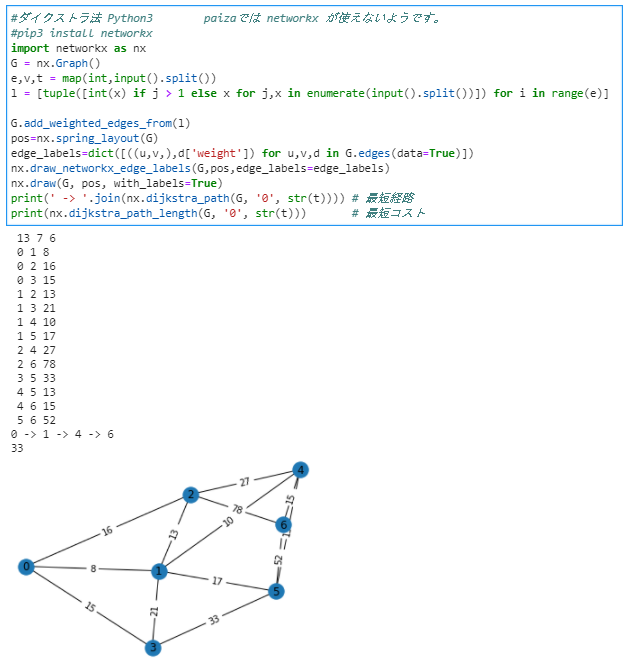 #ダイクストラ法 Python3 paizaでは networkx が使えないようです。
#pip3 install networkx
import networkx as nx
G = nx.Graph()
e,v,t = map(int,input().split())
l = [tuple([int(x) if j > 1 else x for j,x in enumerate(input().split())]) for i in range(e)]
G.add_weighted_edges_from(l)
pos=nx.spring_layout(G)
edge_labels=dict([((u,v,),d['weight']) for u,v,d in G.edges(data=True)])
nx.draw_networkx_edge_labels(G,pos,edge_labels=edge_labels)
nx.draw(G, pos, with_labels=True)
print(' -> '.join(nx.dijkstra_path(G, '0', str(t)))) # 最短経路
print(nx.dijkstra_path_length(G, '0', str(t))) # 最短コスト
13 7 6
0 1 8
0 2 16
0 3 15
1 2 13
1 3 21
1 4 10
1 5 17
2 4 27
2 6 78
3 5 33
4 5 13
4 6 15
5 6 52
0 -> 1 -> 4 -> 6
33
4
27
2
15
78
10
6
16
13
52
0
8
1
17
5
15
21
33
3